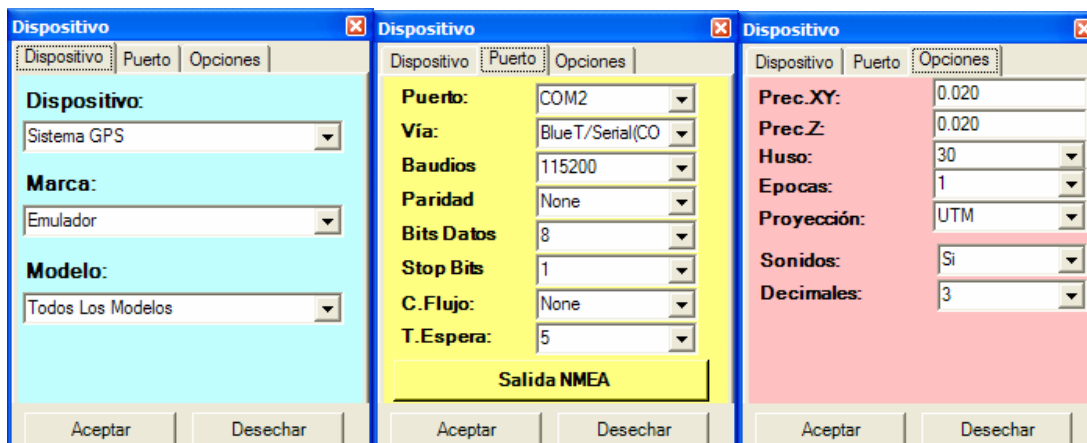 Dispositivo
Dispositivo Puerto Opciones
Dispositivo:
Sistema GPS
Marca:
Emulador
Modelo:
Todos Los Modelos
Aceptar Desechar
Dispositivo
Dispositivo Puerto Opciones
Puerto: COM2
Vía: BlueT/Serial(CO
Baudios 115200
Paridad None
Bits Datos 8
Stop Bits 1
C.Flujo: None
T.Espera: 5
Salida NMEA
Aceptar Desechar
Dispositivo
Dispositivo Puerto Opciones
Prec.XY: 0.020
Prec.Z: 0.020
Huso: 30
Epocas: 1
Proyección: UTM
Sonidos: Si
Decimales: 3
Aceptar Desechar